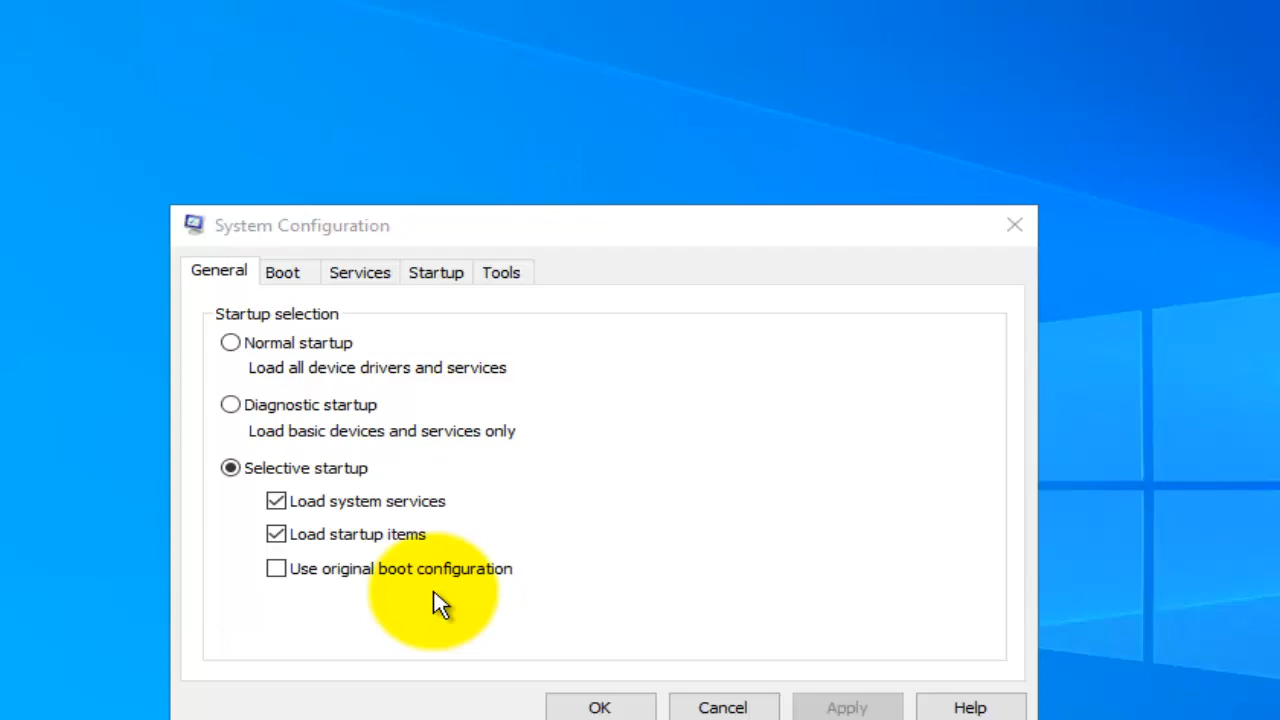 System Configuration
General Boot Services Startup Tools
Startup selection
Normal startup
Load all device drivers and services
Diagnostic startup
Load basic devices and services only
Selective startup
Load system services
Load startup items
Use original boot configuration
OK Cancel Apply Help